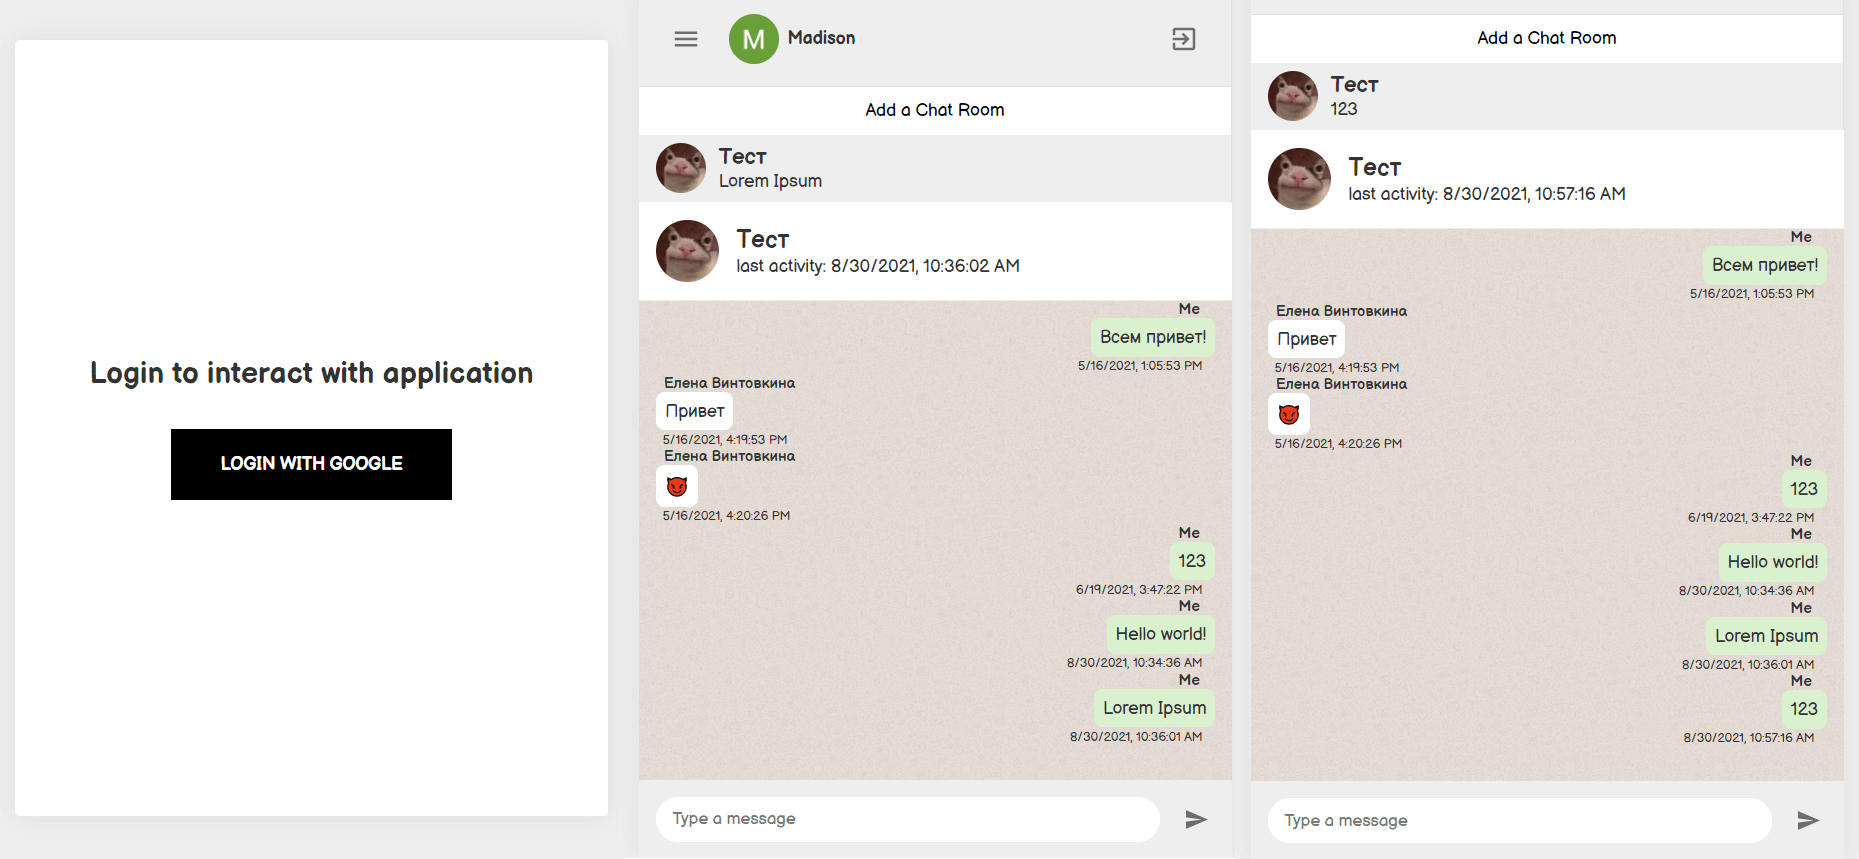 Login to interact with application
LOGIN WITH GOOGLE
M Madison
Add a Chat Room
Тест
Lorem Ipsum
Тест
last activity: 8/30/2021, 10:36:02 AM
Me
Всем привет!
5/16/2021, 1:05:53 PM
Елена Винтовкина
Привет
5/16/2021, 4:19:53 PM
Елена Винтовкина
😈
5/16/2021, 4:20:26 PM
Me
123
6/19/2021, 3:47:22 PM
Me
Hello world!
8/30/2021, 10:34:36 AM
Me
Lorem Ipsum
8/30/2021, 10:36:01 AM
Type a message
Add a Chat Room
Тест
123
Тест
last activity: 8/30/2021, 10:57:16 AM
Me
Всем привет!
5/16/2021, 1:05:53 PM
Елена Винтовкина
Привет
5/16/2021, 4:19:53 PM
Елена Винтовкина
😈
5/16/2021, 4:20:26 PM
Me
123
6/19/2021, 3:47:22 PM
Me
Hello world!
8/30/2021, 10:34:36 AM
Me
Lorem Ipsum
8/30/2021, 10:36:01 AM
Me
123
8/30/2021, 10:57:16 AM
Type a message